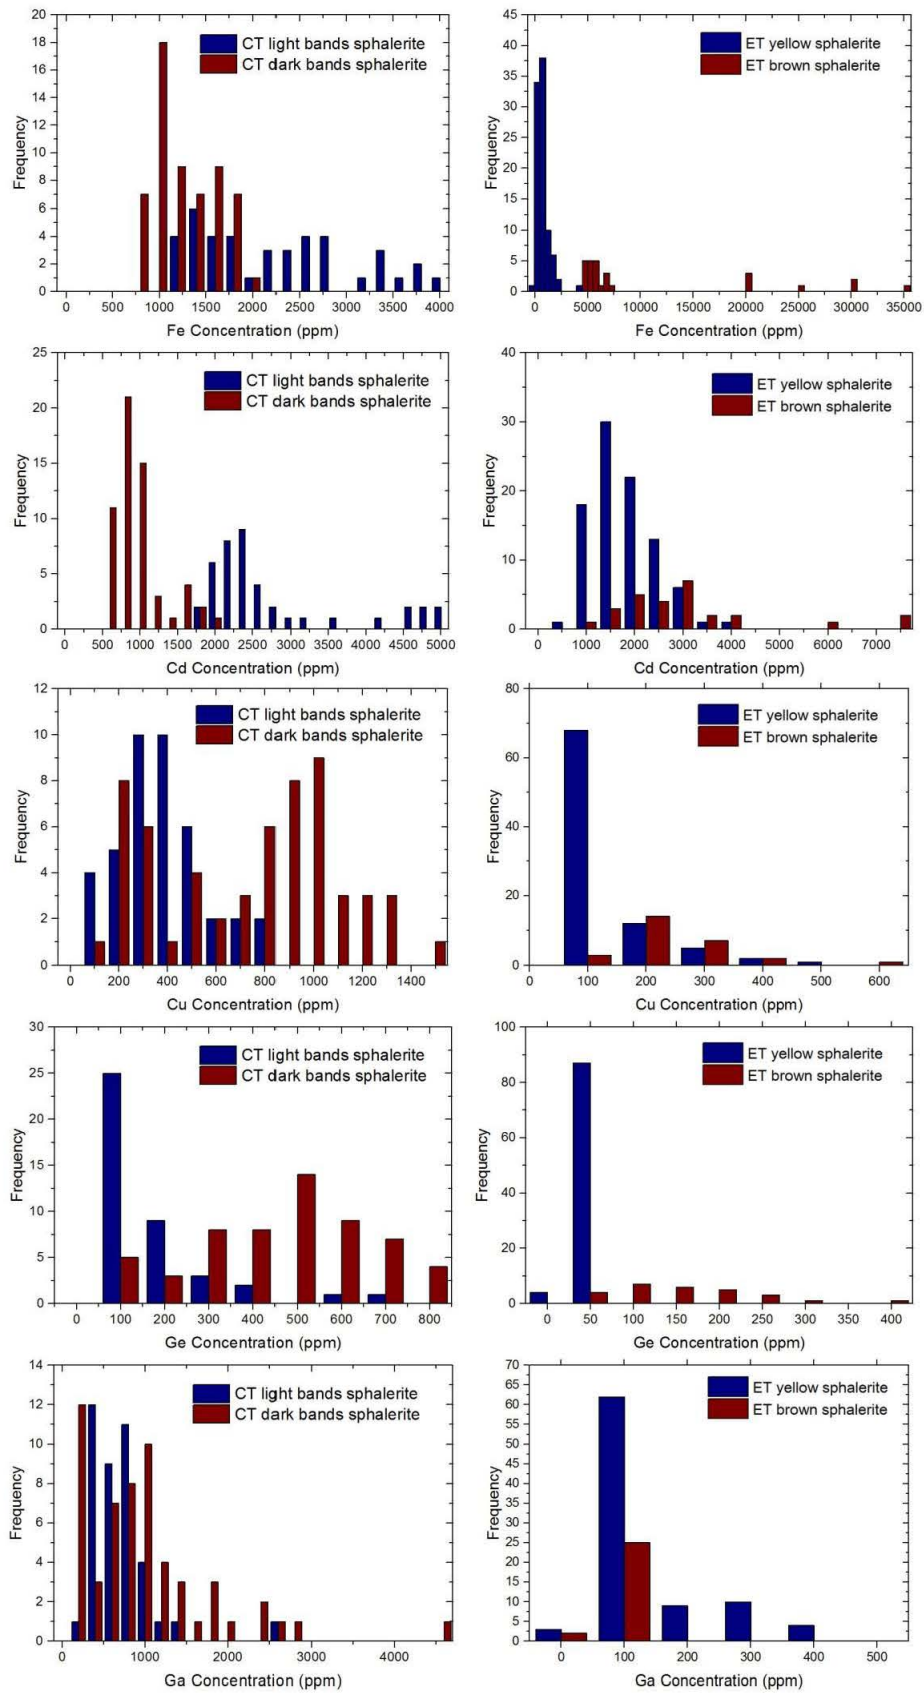 20
18
16
14
12
10
8
6
4
2
0
Frequency
CT light bands sphalerite
CT dark bands sphalerite
0 500 1000 1500 2000 2500 3000 3500 4000
Fe Concentration (ppm)
45
40
35
30
25
20
15
10
5
0
Frequency
ET yellow sphalerite
ET brown sphalerite
0 5000 10000 15000 20000 25000 30000 35000
Fe Concentration (ppm)
25
20
15
10
5
0
Frequency
CT light bands sphalerite
CT dark bands sphalerite
0 500 1000 1500 2000 2500 3000 3500 4000 4500 5000
Cd Concentration (ppm)
40
30
20
10
0
Frequency
ET yellow sphalerite
ET brown sphalerite
0 1000 2000 3000 4000 5000 6000 7000
Cd Concentration (ppm)
12
10
8
6
4
2
0
Frequency
CT light bands sphalerite
CT dark bands sphalerite
0 200 400 600 800 1000 1200 1400
Cu Concentration (ppm)
80
60
40
20
0
Frequency
ET yellow sphalerite
ET brown sphalerite
0 100 200 300 400 500 600
Cu Concentration (ppm)
30
25
20
15
10
5
0
Frequency
CT light bands sphalerite
CT dark bands sphalerite
0 100 200 300 400 500 600 700 800
Ge Concentration (ppm)
100
80
60
40
20
0
Frequency
ET yellow sphalerite
ET brown sphalerite
0 50 100 150 200 250 300 350 400
Ge Concentration (ppm)
14
12
10
8
6
4
2
0
Frequency
CT light bands sphalerite
CT dark bands sphalerite
0 1000 2000 4000
Ga Concentration (ppm)
70
65
60
55
50
45
40
35
30
25
20
15
10
5
0
Frequency
ET yellow sphalerite
ET brown sphalerite
0 100 200 300 400 500
Ga Concentration (ppm)